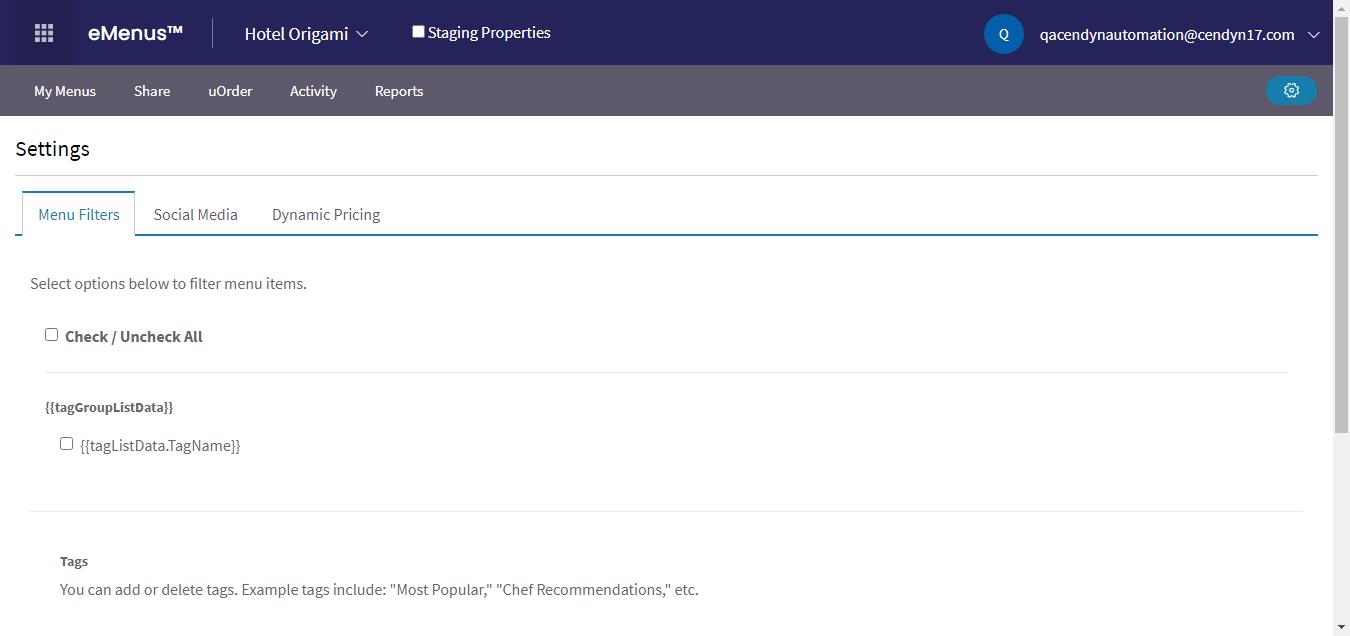 eMenus™ Hotel Origami Staging Properties Q qacendynautomation@cendyn17.com
My Menus Share uOrder Activity Reports
Settings
Menu Filters Social Media Dynamic Pricing
Select options below to filter menu items.
Check / Uncheck All
{{tagGroupListData}}
{{tagListData.TagName}}
Tags
You can add or delete tags. Example tags include: "Most Popular," "Chef Recommendations," etc.